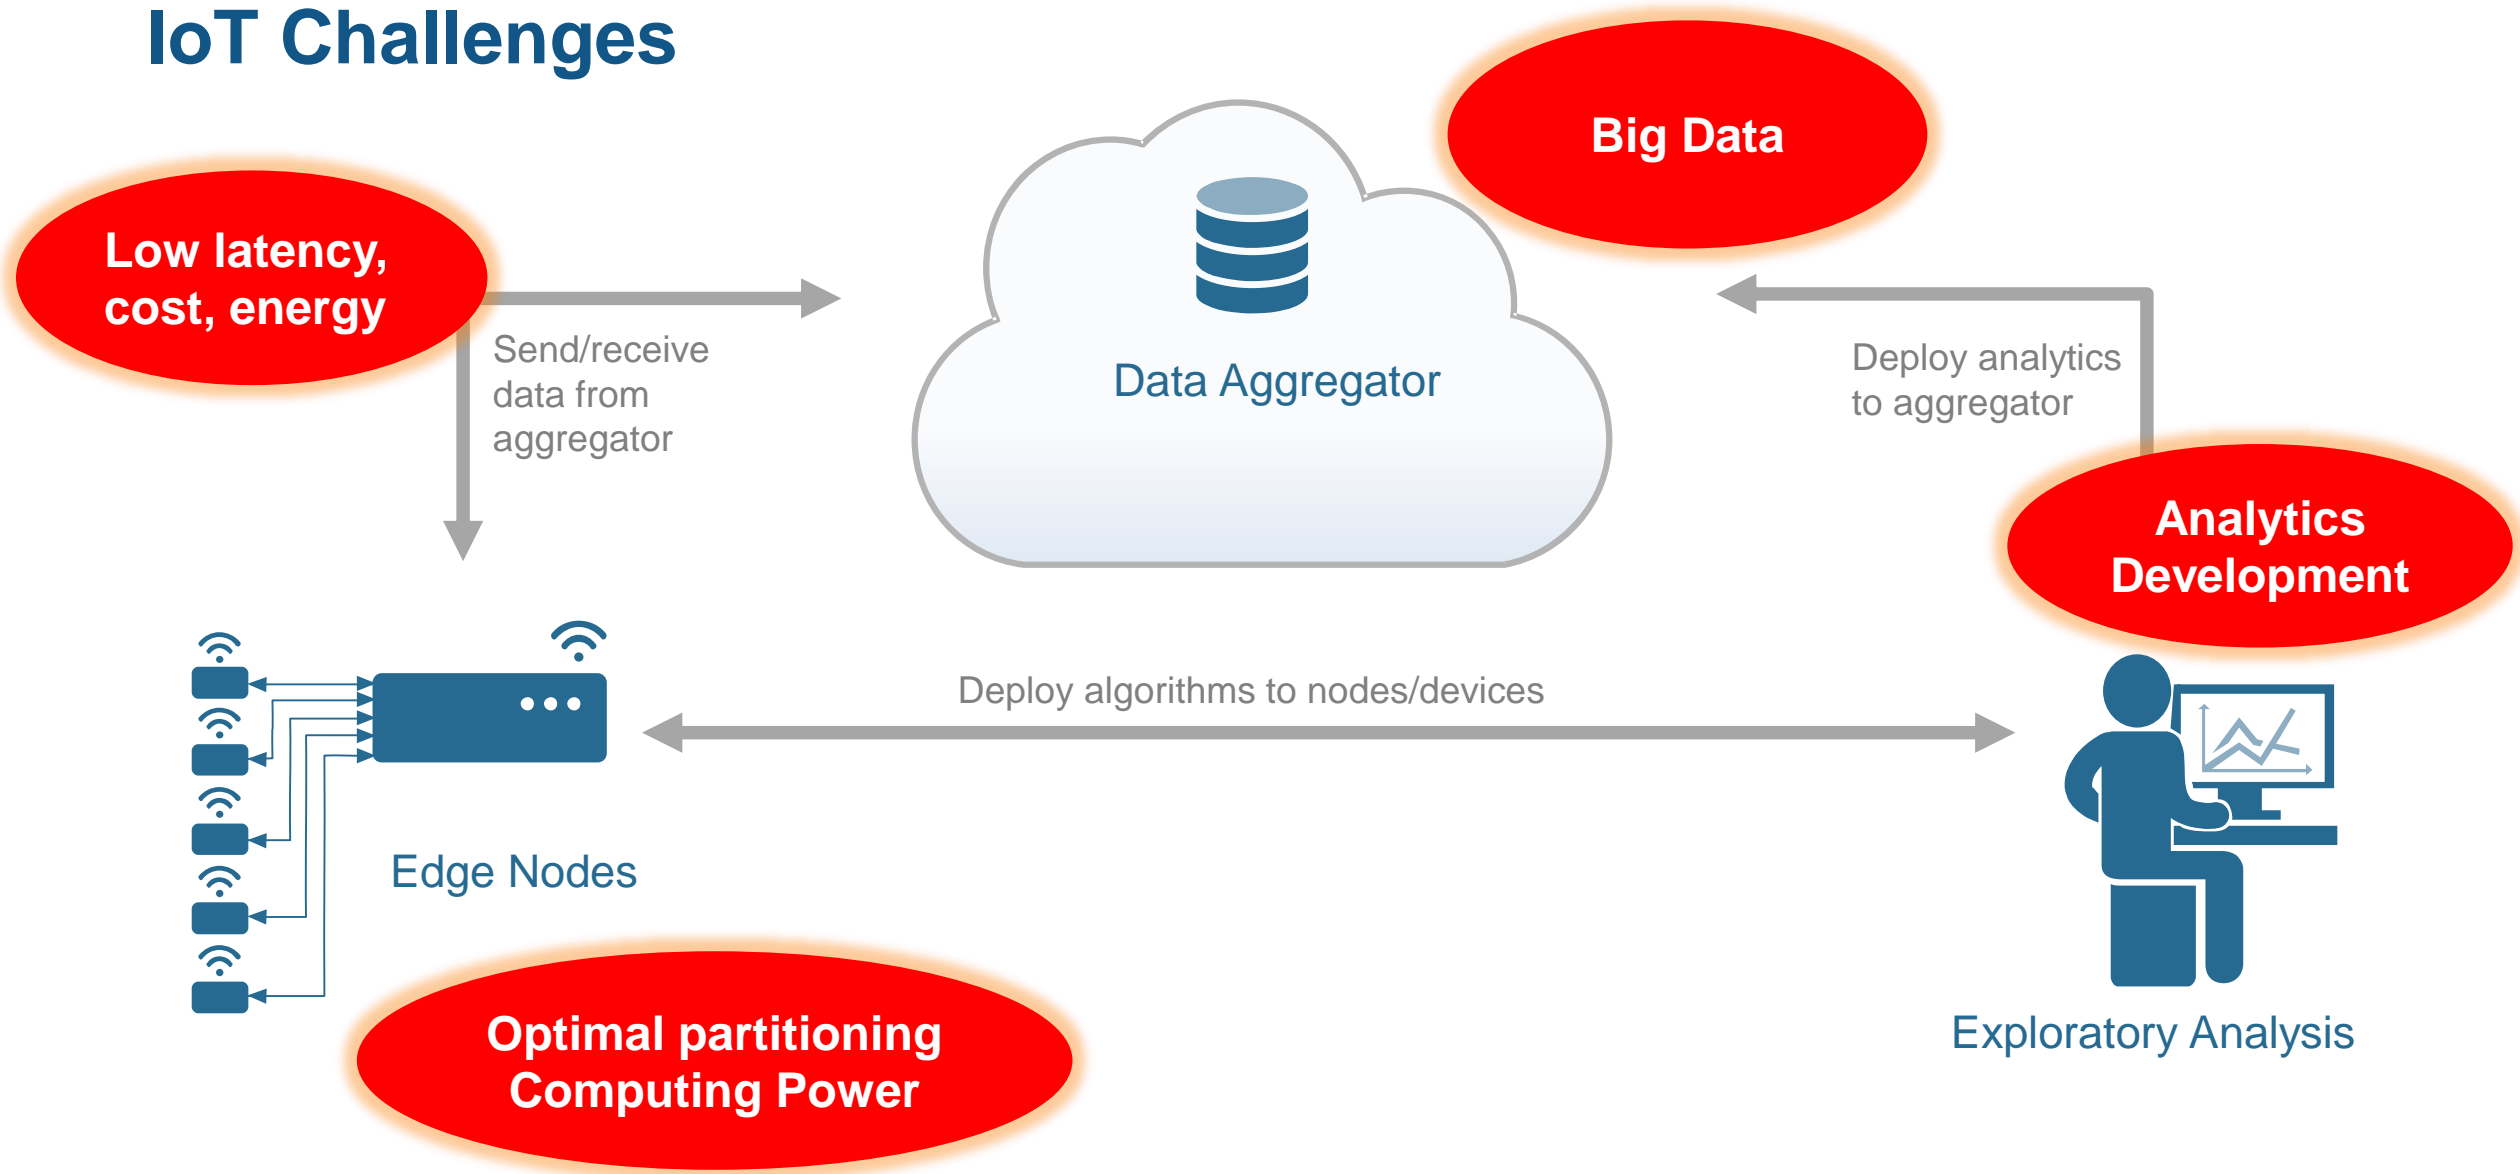 IoT Challenges
Big Data
Low latency,
cost, energy
Send/receive
data from
aggregator
Data Aggregator
Deploy analytics
to aggregator
Analytics
Development
Deploy algorithms to nodes/devices
Edge Nodes
Optimal partitioning
Computing Power
Exploratory Analysis